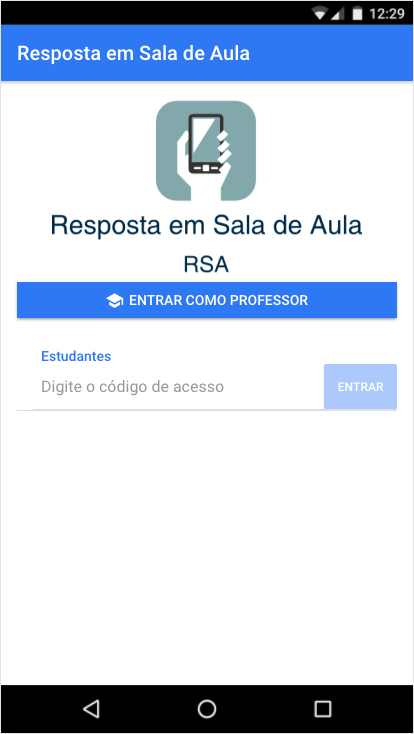 12:29
Resposta em Sala de Aula
Resposta em Sala de Aula
RSA
ENTRAR COMO PROFESSOR
Estudantes
Digite o código de acesso
ENTRAR